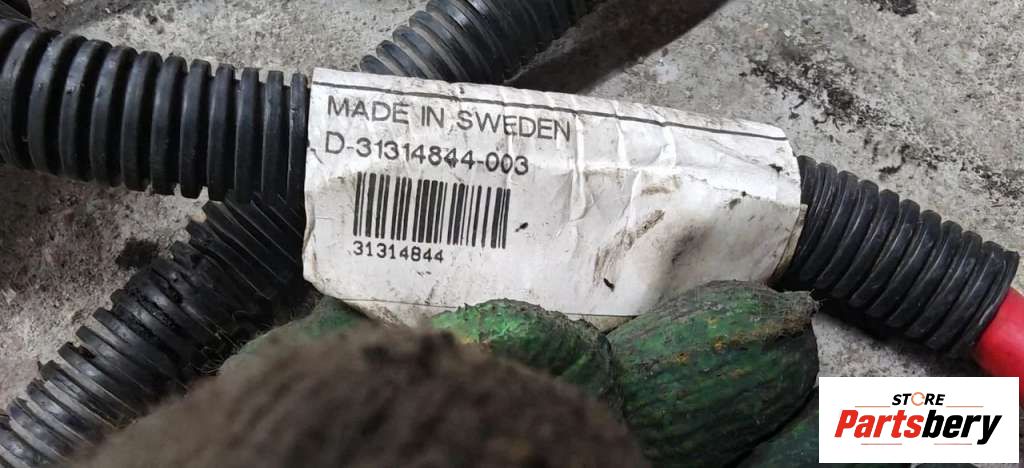 MADE IN SWEDEN
D-31314844-003
31314844
STORE
Partsbery